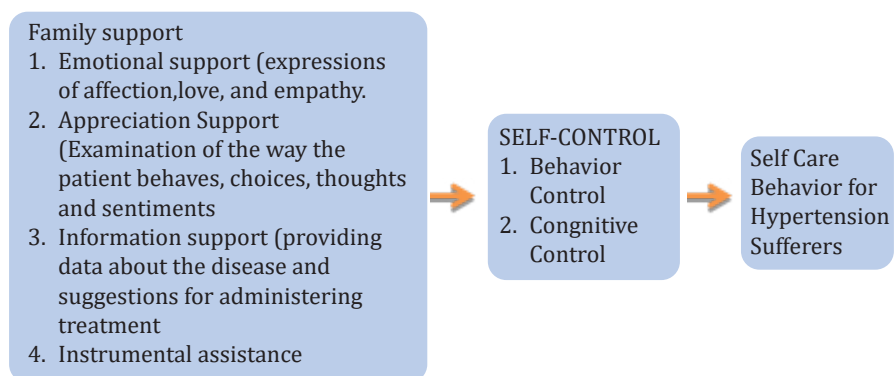 Family support
1. Emotional support (expressions
of affection,love, and empathy.
2. Appreciation Support
(Examination of the way the
patient behaves, choices, thoughts
and sentiments
3. Information support (providing
data about the disease and
suggestions for administering
treatment
4. Instrumental assistance
SELF-CONTROL
1. Behavior
Control
2. Congnitive
Control
Self Care
Behavior for
Hypertension
Sufferers